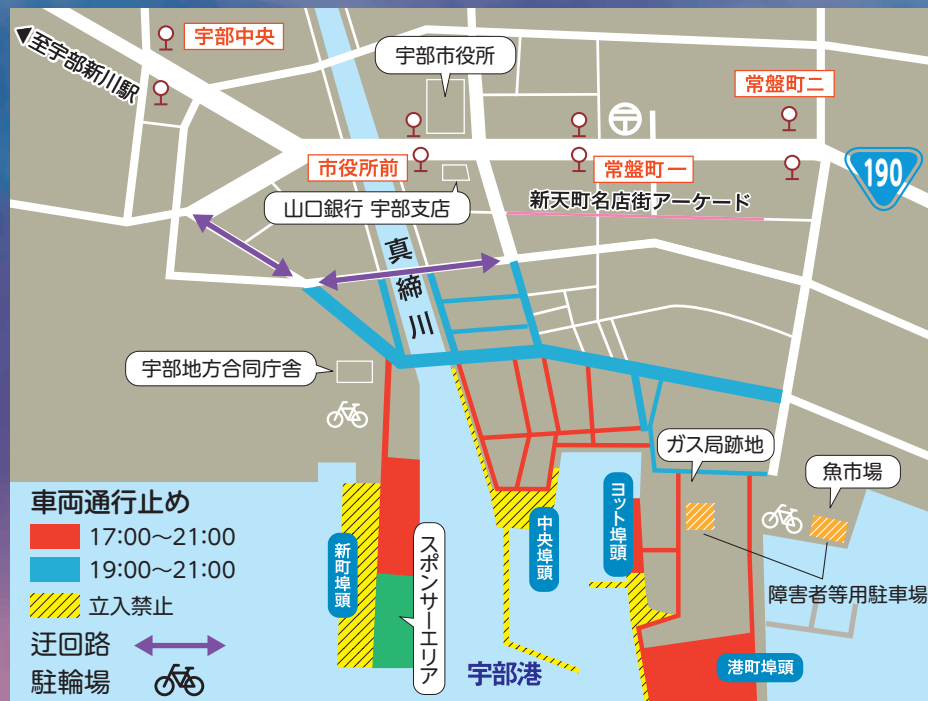 宇部中央
至宇部新川駅
宇部市役所
常盤町二
市役所前
常盤町一
190
山口銀行 宇部支店
新天町名店街アーケード
真締川
宇部地方合同庁舎
ガス局跡地
魚市場
車両通行止め
17:00〜21:00
19:00〜21:00
立入禁止
迂回路
駐輪場
新町埠頭
スポンサーエリア
中央埠頭
ヨット埠頭
障害者等用駐車場
宇部港
港町埠頭